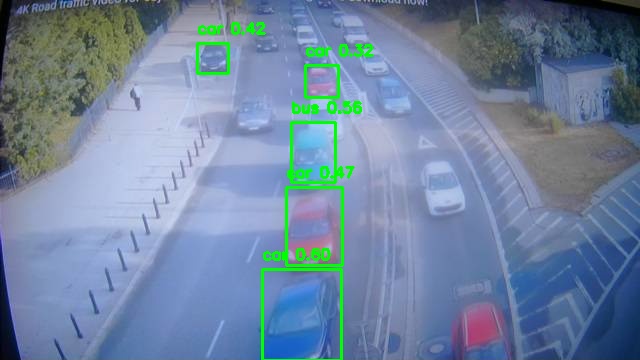 4K Road traffic video for
download now!
car 0.42
car 0.32
bus 0.56
car 0.47
car 0.80